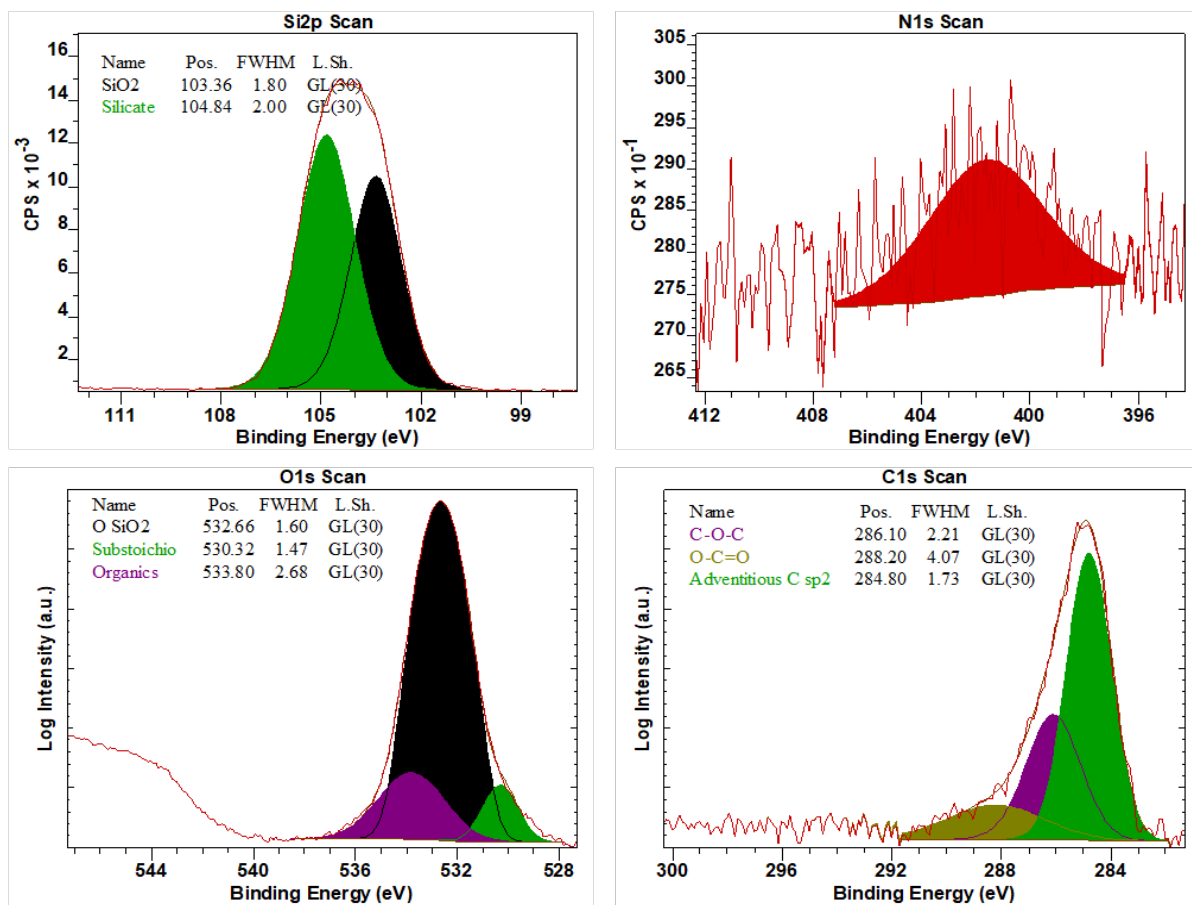 Si2p Scan
Name Pos. FWHM L.Sh.
SiO2 103.36 1.80 GL(30)
Silicate 104.84 2.00 GL(30)
CPS x 10-3
16
14
12
10
8
6
4
2
111 108 105 102 99
Binding Energy (eV)
N1s Scan
CPS x 10-1
305
300
295
290
285
280
275
270
265
412 408 404 400 396
Binding Energy (eV)
O1s Scan
Name Pos. FWHM L.Sh.
O SiO2 532.66 1.60 GL(30)
Substoichio 530.32 1.47 GL(30)
Organics 533.80 2.68 GL(30)
Log Intensity (a.u.)
544 540 536 532 528
Binding Energy (eV)
C1s Scan
Name Pos. FWHM L.Sh.
C-O-C 286.10 2.21 GL(30)
O-C=O 288.20 4.07 GL(30)
Adventitious C sp2 284.80 1.73 GL(30)
Log Intensity (a.u.)
300 296 292 288 284
Binding Energy (eV)